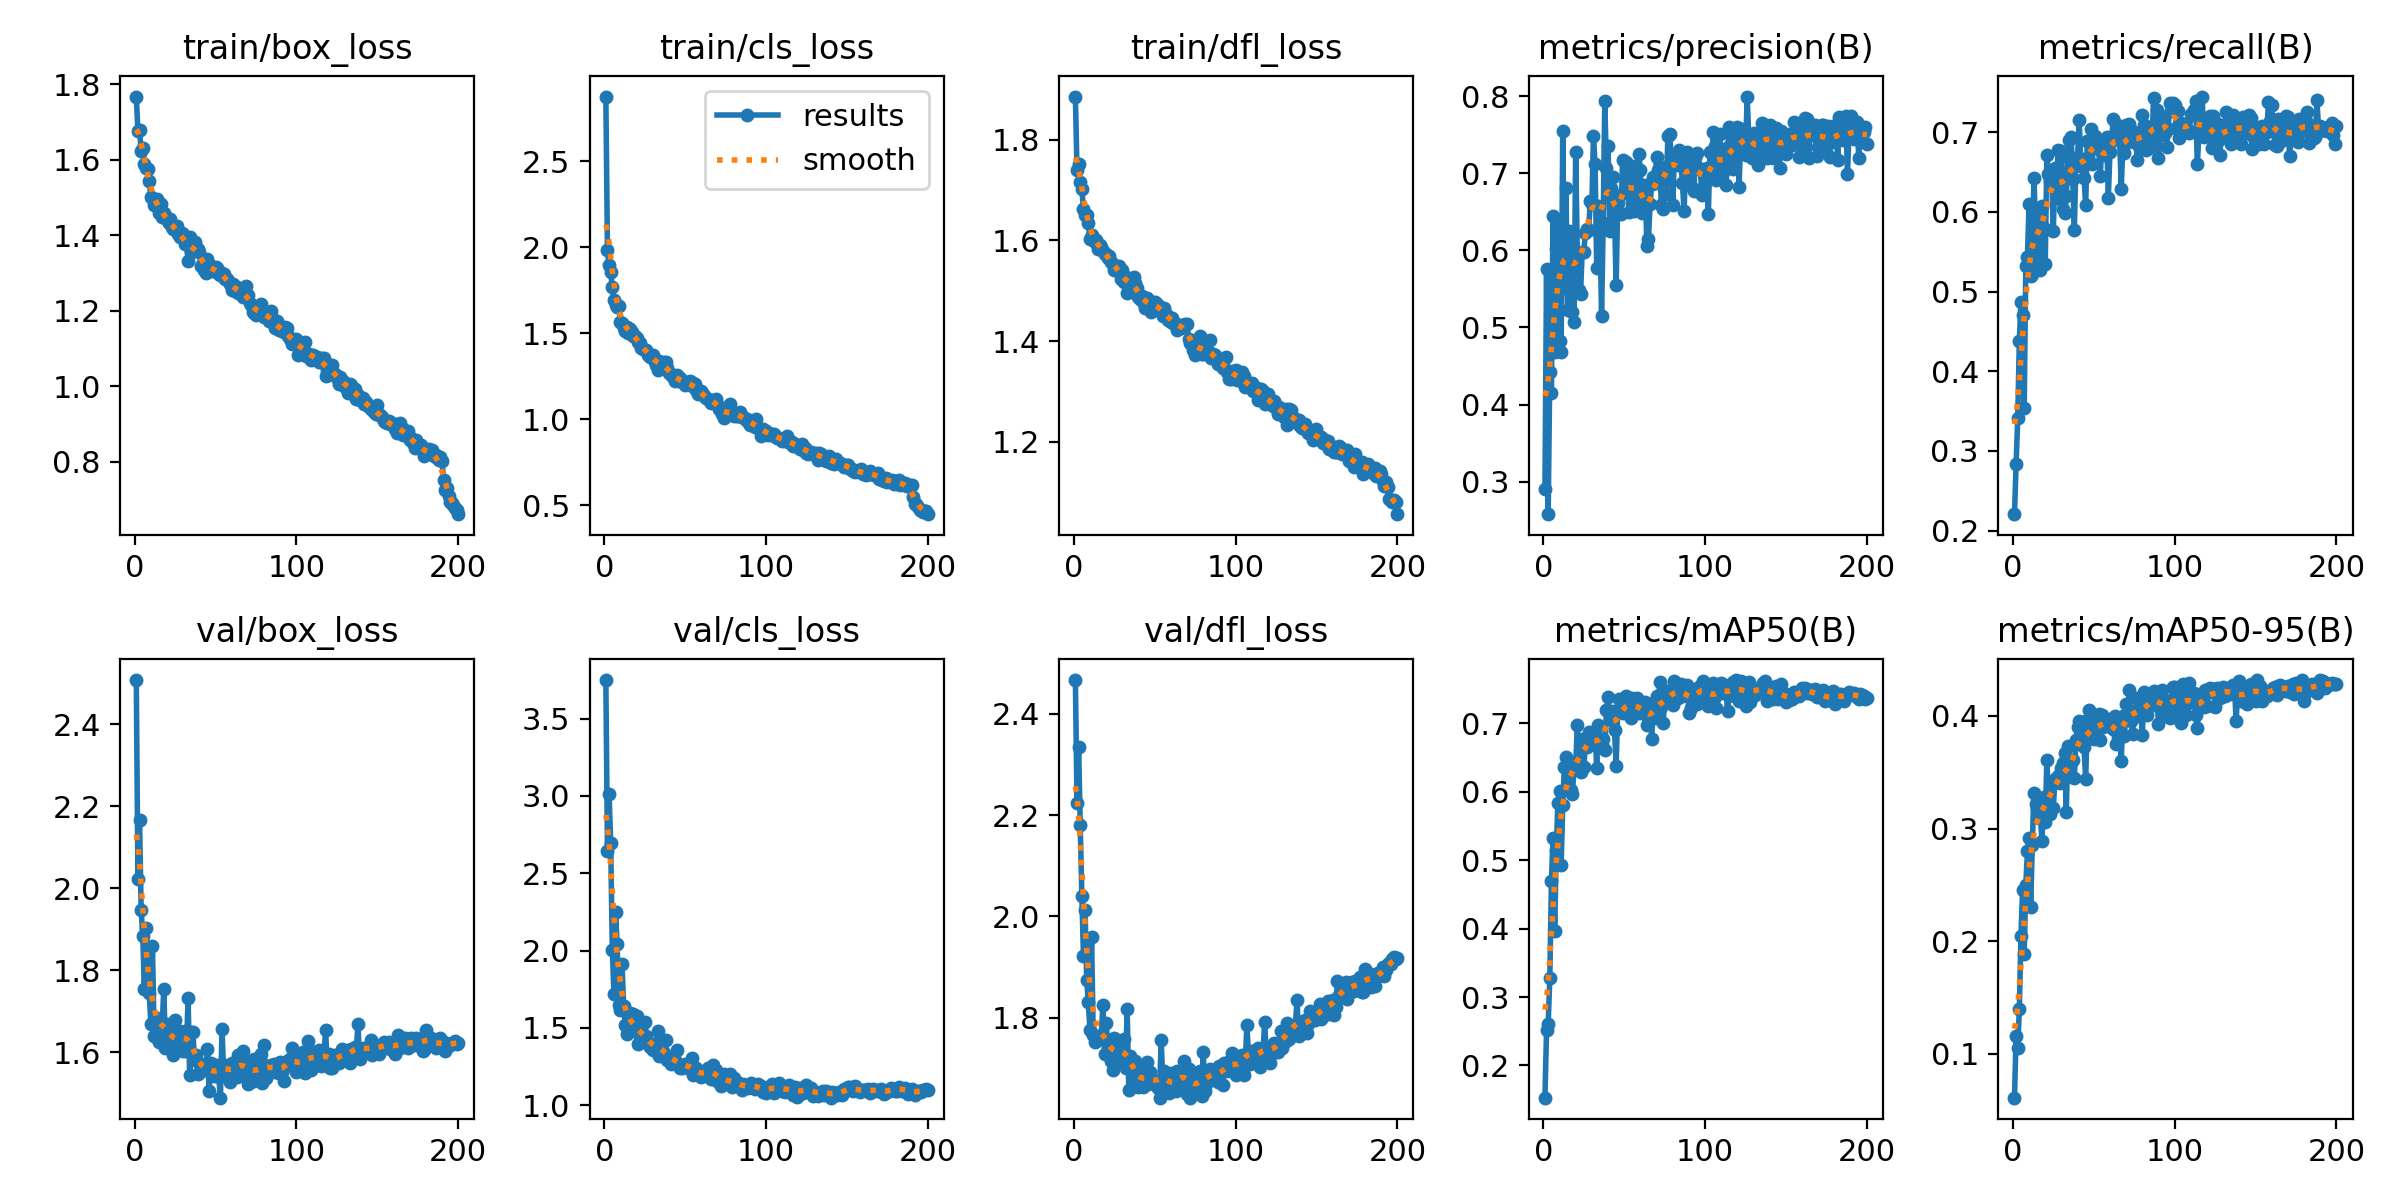 train/box_loss
1.8
1.6
1.4
1.2
1.0
0.8
0 100 200
train/cls_loss
results
smooth
2.5
2.0
1.5
1.0
0.5
0 100 200
train/dfl_loss
1.8
1.6
1.4
1.2
0 100 200
metrics/precision(B)
0.8
0.7
0.6
0.5
0.4
0.3
0 100 200
metrics/recall(B)
0.7
0.6
0.5
0.4
0.3
0.2
0 100 200
val/box_loss
2.4
2.2
2.0
1.8
1.6
0 100 200
val/cls_loss
3.5
3.0
2.5
2.0
1.5
1.0
0 100 200
val/dfl_loss
2.4
2.2
2.0
1.8
0 100 200
metrics/mAP50(B)
0.7
0.6
0.5
0.4
0.3
0.2
0 100 200
metrics/mAP50-95(B)
0.4
0.3
0.2
0.1
0 100 200